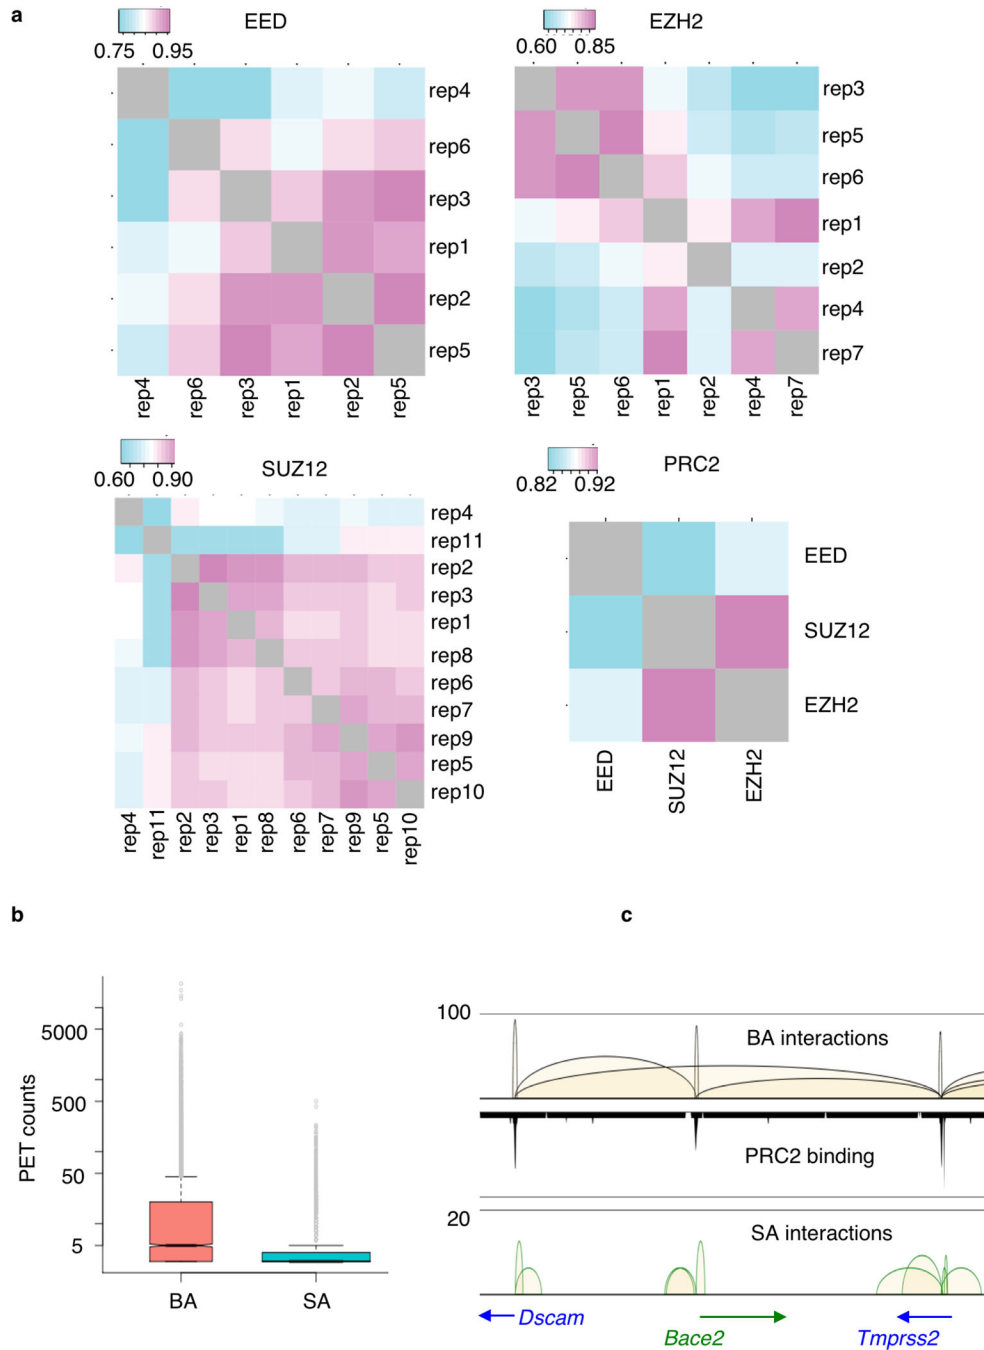 a
EED
0.75 0.95
rep4
rep6
rep3
rep1
rep2
rep5
rep4 rep6 rep3 rep1 rep2 rep5
EZH2
0.60 0.85
rep3
rep5
rep6
rep1
rep2
rep4
rep7
rep3 rep5 rep6 rep1 rep2 rep4 rep7
SUZ12
0.60 0.90
rep4
rep11
rep2
rep3
rep1
rep8
rep6
rep7
rep9
rep5
rep10
rep4 rep11 rep2 rep3 rep1 rep8 rep6 rep7 rep9 rep5 rep10
PRC2
0.82 0.92
EED
SUZ12
EZH2
EED SUZ12 EZH2
b
PET counts
5000
500
50
5
BA SA
c
100
BA interactions
PRC2 binding
20
SA interactions
Dscam
Bace2
Tmprss2